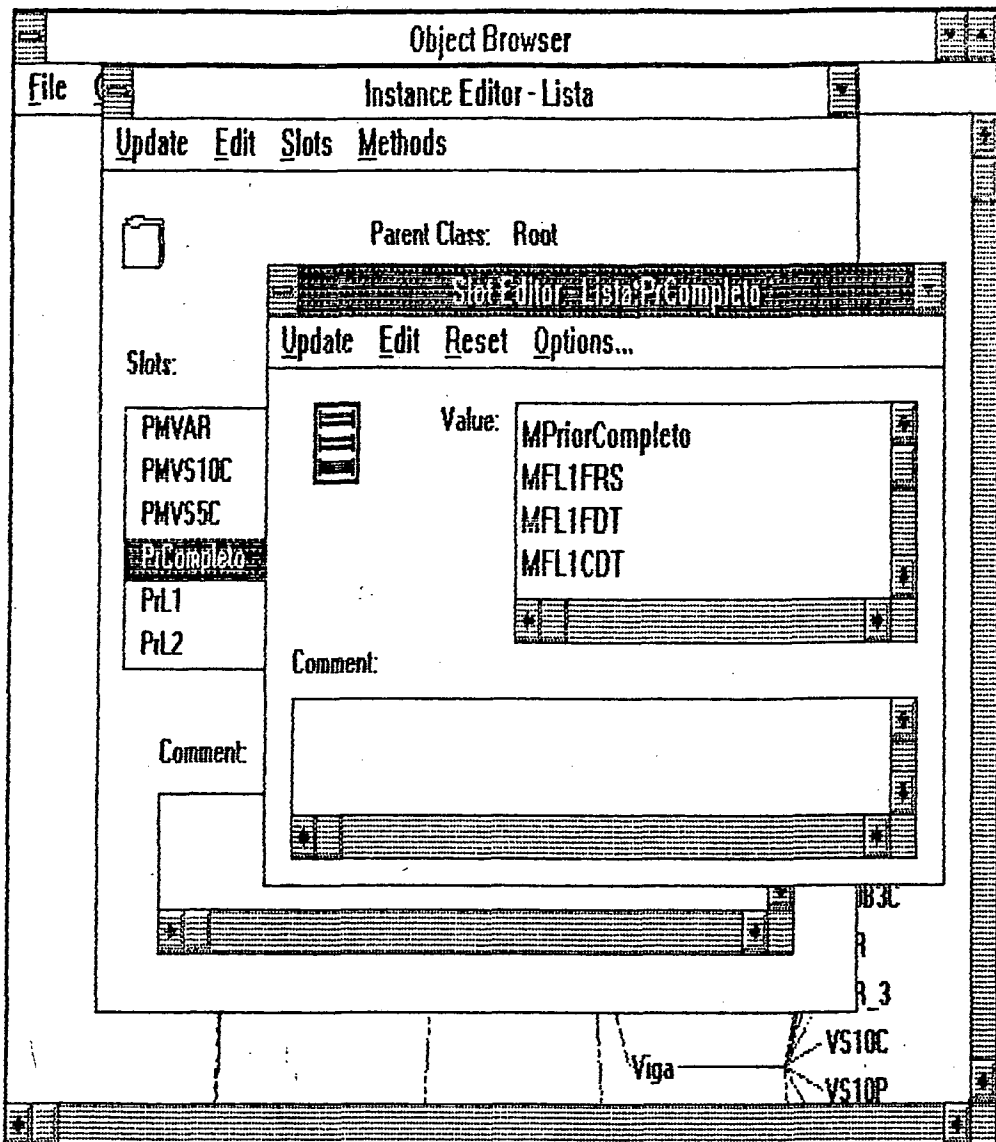 Object Browser
File
Instance Editor - Lista
Update Edit Slots Methods
Parent Class: Root
Slot Editor - Lista:PrCompleto
Update Edit Reset Options...
Slots:
PMVAR
PMVS10C
PMVS5C
PrCompleto
PrL1
PrL2
Value:
MPriorCompleto
MFL1FRS
MFL1FDT
MFL1CDT
Comment:
Comment:
B3C
R
R_3
VS10C
Viga
VS10P